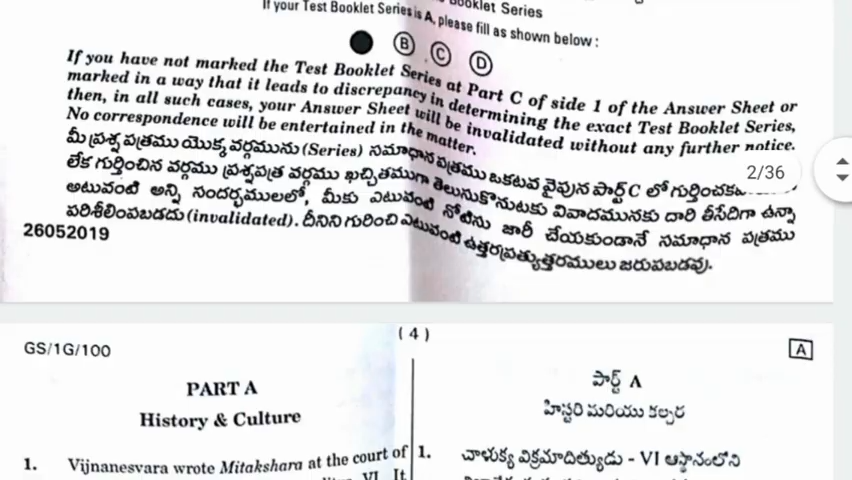 Booklet Series
If your Test Booklet Series is A, please fill as shown below :
B C D
If you have not marked the Test Booklet Series at Part C of side 1 of the Answer Sheet or
marked in a way that it leads to discrepancy in determining the exact Test Booklet Series,
then, in all such cases, your Answer Sheet will be invalidated without any further notice.
No correspondence will be entertained in the matter.
మీ ప్రశ్న పత్రము యొక్క వర్గమును (Series) సమాధాన పత్రము ఒకటవ వైపున పార్ట్ C లో
లేక గుర్తించిన వర్గము ప్రశ్నపత్ర వర్గము ఖచ్చితముగా తెలుసుకొనుటకు వివాదమునకు దారి తీసేదిగా ఉన్నా
అటువంటి అన్ని సందర్భములలో, మీకు ఎటువంటి నోటీసు జారీ చేయకుండానే సమాధాన పత్రము
పరిశీలింపబడదు (invalidated). దీనిని గురించి ఎటువంటి ఉత్తరప్రత్యుత్తరములు జరుపబడవు.
2/36
26052019
GS/1G/100
( 4 )
A
PART A
History & Culture
1. Vijnanesvara wrote Mitakshara at the court of
VI. It
పార్ట్ A
హిస్టరి మరియు కల్చర
1. చాళుక్య విక్రమాదిత్యుడు - VI ఆస్థానంలోని